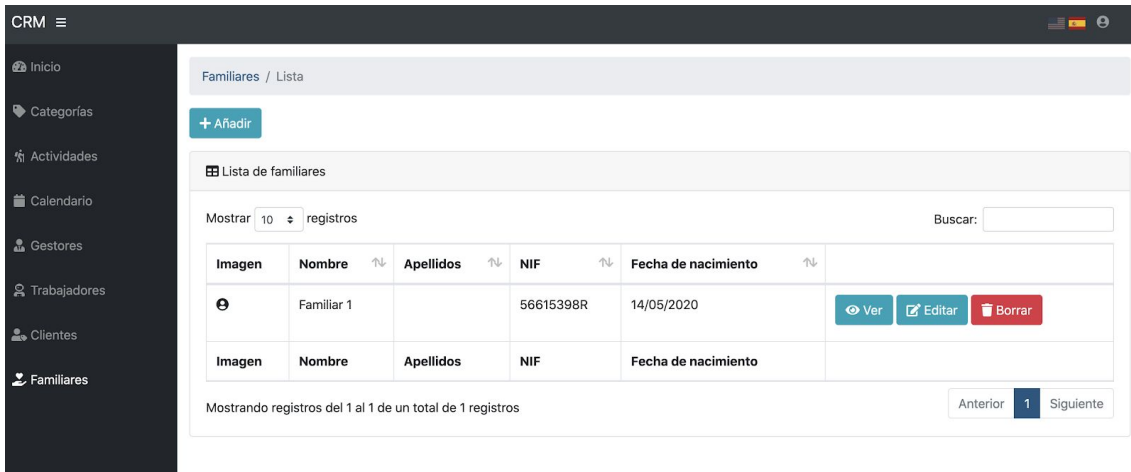 CRM
Inicio
Categorías
Actividades
Calendario
Gestores
Trabajadores
Clientes
Familiares
Familiares / Lista
+ Añadir
Lista de familiares
Mostrar 10 registros
Buscar:
Imagen Nombre Apellidos NIF Fecha de nacimiento
Familiar 1 56615398R 14/05/2020 Ver Editar Borrar
Imagen Nombre Apellidos NIF Fecha de nacimiento
Mostrando registros del 1 al 1 de un total de 1 registros
Anterior 1 Siguiente